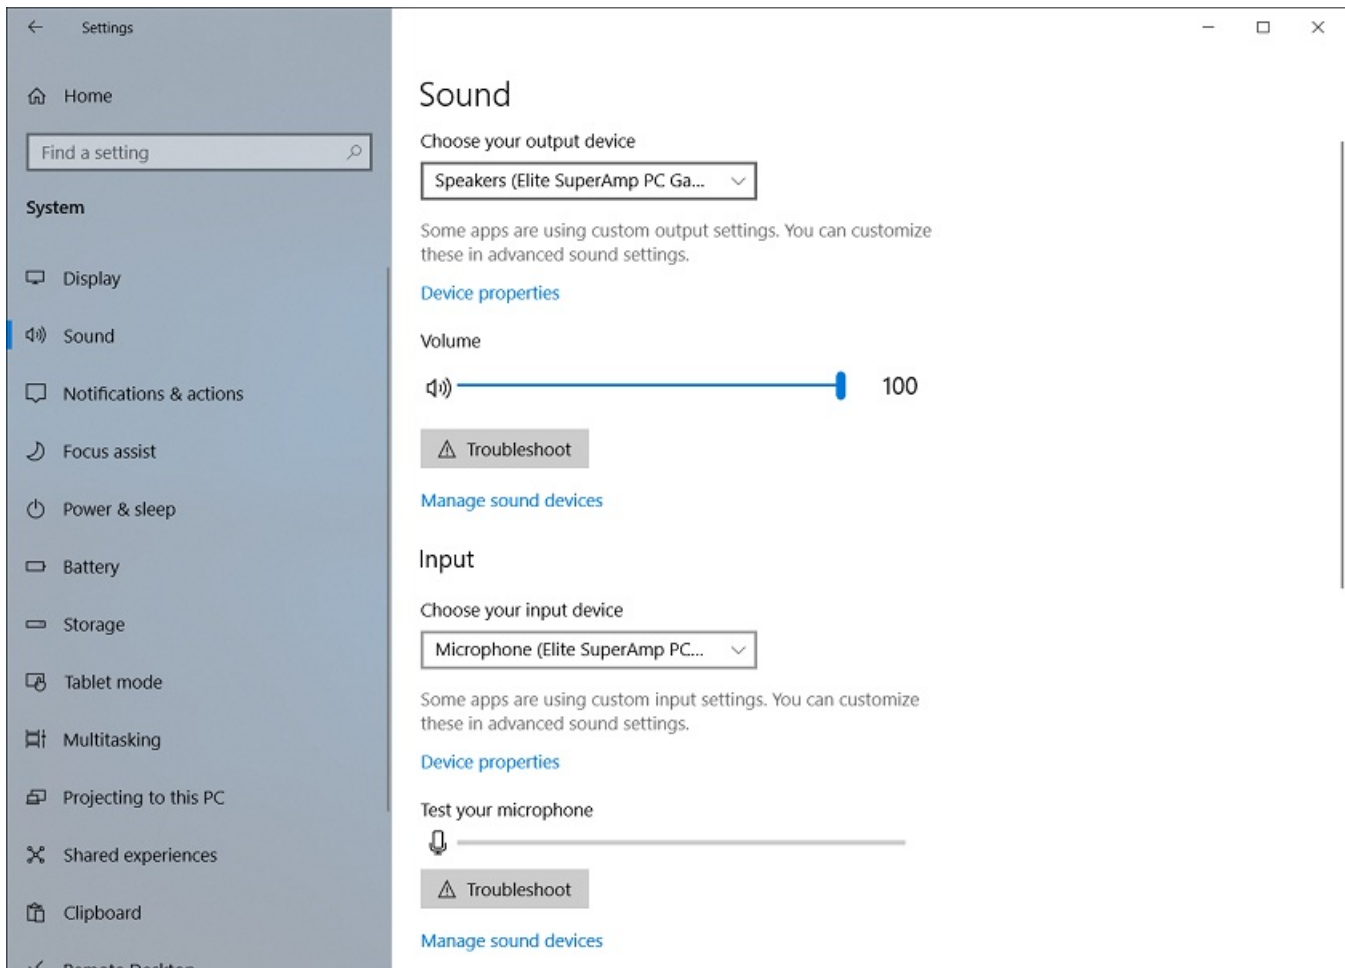 Settings
Home
Find a setting
System
Display
Sound
Notifications & actions
Focus assist
Power & sleep
Battery
Storage
Tablet mode
Multitasking
Projecting to this PC
Shared experiences
Clipboard
Remote Desktop
Sound
Choose your output device
Speakers (Elite SuperAmp PC Ga...
Some apps are using custom output settings. You can customize
these in advanced sound settings.
Device properties
Volume
100
Troubleshoot
Manage sound devices
Input
Choose your input device
Microphone (Elite SuperAmp PC...
Some apps are using custom input settings. You can customize
these in advanced sound settings.
Device properties
Test your microphone
Troubleshoot
Manage sound devices